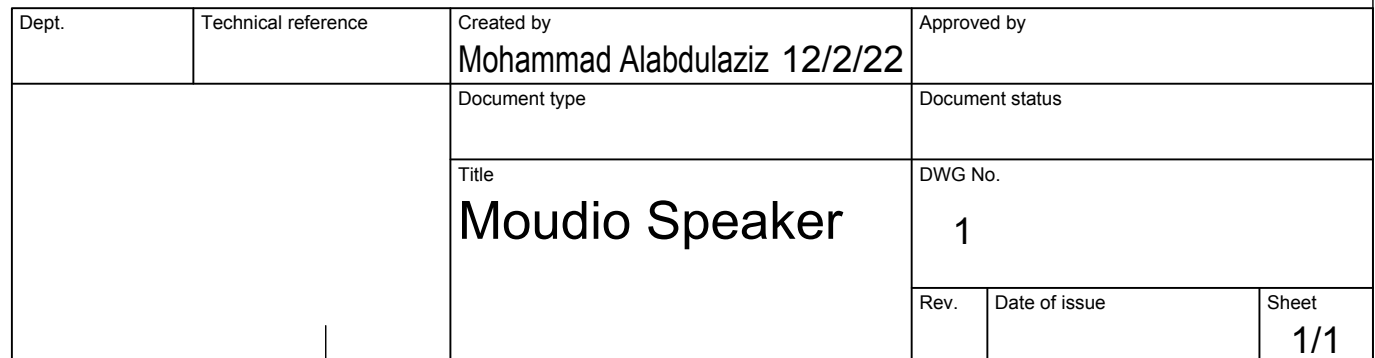 Dept.
Technical reference
Created by
Approved by
Mohammad Alabdulaziz 12/2/22
Document type
Document status
Title
DWG No.
Moudio Speaker
1
Rev.
Date of issue
Sheet
1/1